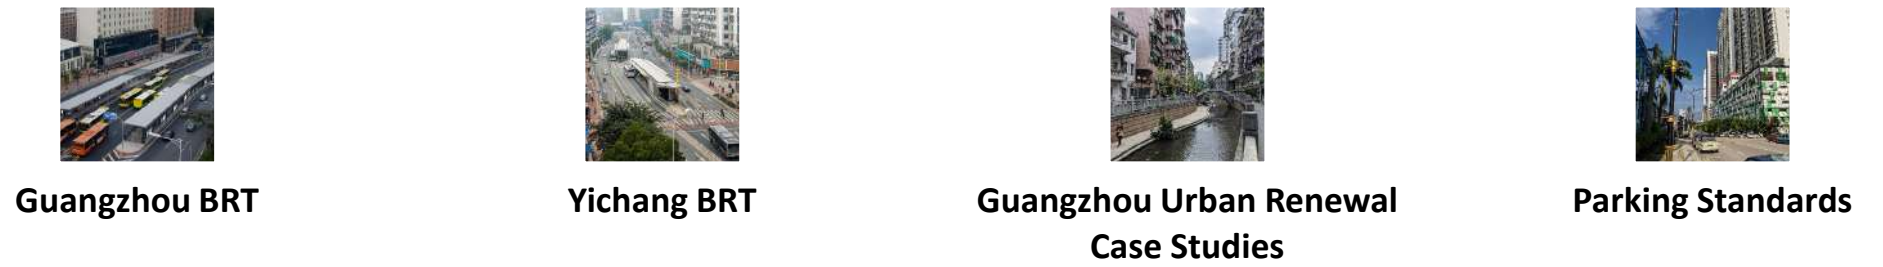 Guangzhou BRT
Yichang BRT
Guangzhou Urban Renewal
Case Studies
Parking Standards